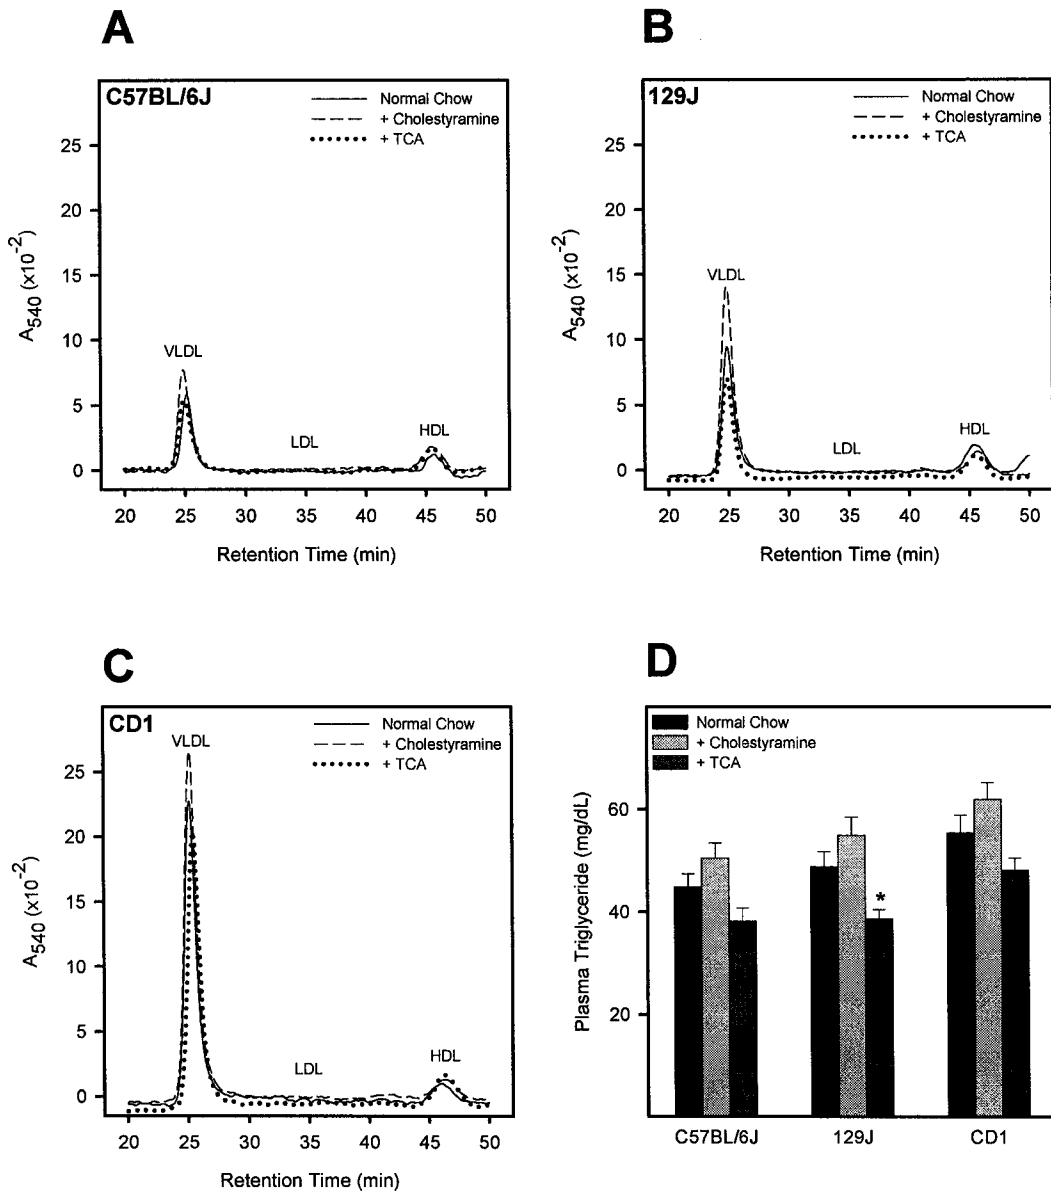 A
C57BL/6J
Normal Chow
+ Cholestyramine
+ TCA
25
20
15
10
5
0
A540 (x10-2)
VLDL
LDL
HDL
20 25 30 35 40 45 50
Retention Time (min)
B
129J
Normal Chow
+ Cholestyramine
+ TCA
25
20
15
10
5
0
A540 (x10-2)
VLDL
LDL
HDL
20 25 30 35 40 45 50
Retention Time (min)
C
CD1
Normal Chow
+ Cholestyramine
+ TCA
25
20
15
10
5
0
A540 (x10-2)
VLDL
LDL
HDL
20 25 30 35 40 45 50
Retention Time (min)
D
Normal Chow
+ Cholestyramine
+ TCA
60
40
20
Plasma Triglyceride (mg/dL)
*
C57BL/6J 129J CD1